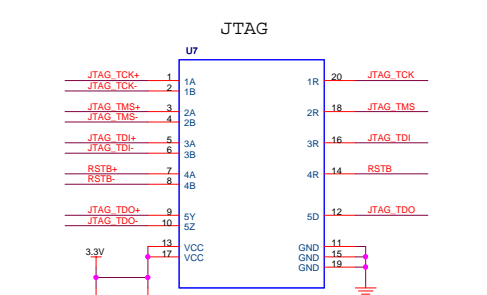 JTAG
U7
JTAG_TCK+ 1 1A 1R 20 JTAG_TCK
JTAG_TCK- 2 1B
JTAG_TMS+ 3 2A 2R 18 JTAG_TMS
JTAG_TMS- 4 2B
JTAG_TDI+ 5 3A 3R 16 JTAG_TDI
JTAG_TDI- 6 3B
RSTB+ 7 4A 4R 14 RSTB
RSTB- 8 4B
JTAG_TDO+ 9 5Y 5D 12 JTAG_TDO
JTAG_TDO- 10 5Z
3.3V 13 VCC GND 11
17 VCC GND 15
GND 19